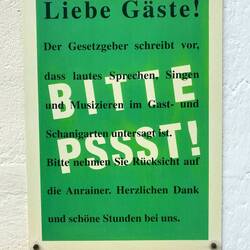 Liebe Gäste!
Der Gesetzgeber schreibt vor,
dass lautes Sprechen, Singen
und Musizieren im Gast- und
Schanigarten untersagt ist.
Bitte nehmen Sie Rücksicht auf
die Anrainer. Herzlichen Dank
und schöne Stunden bei uns.
BITTE
PSSST!